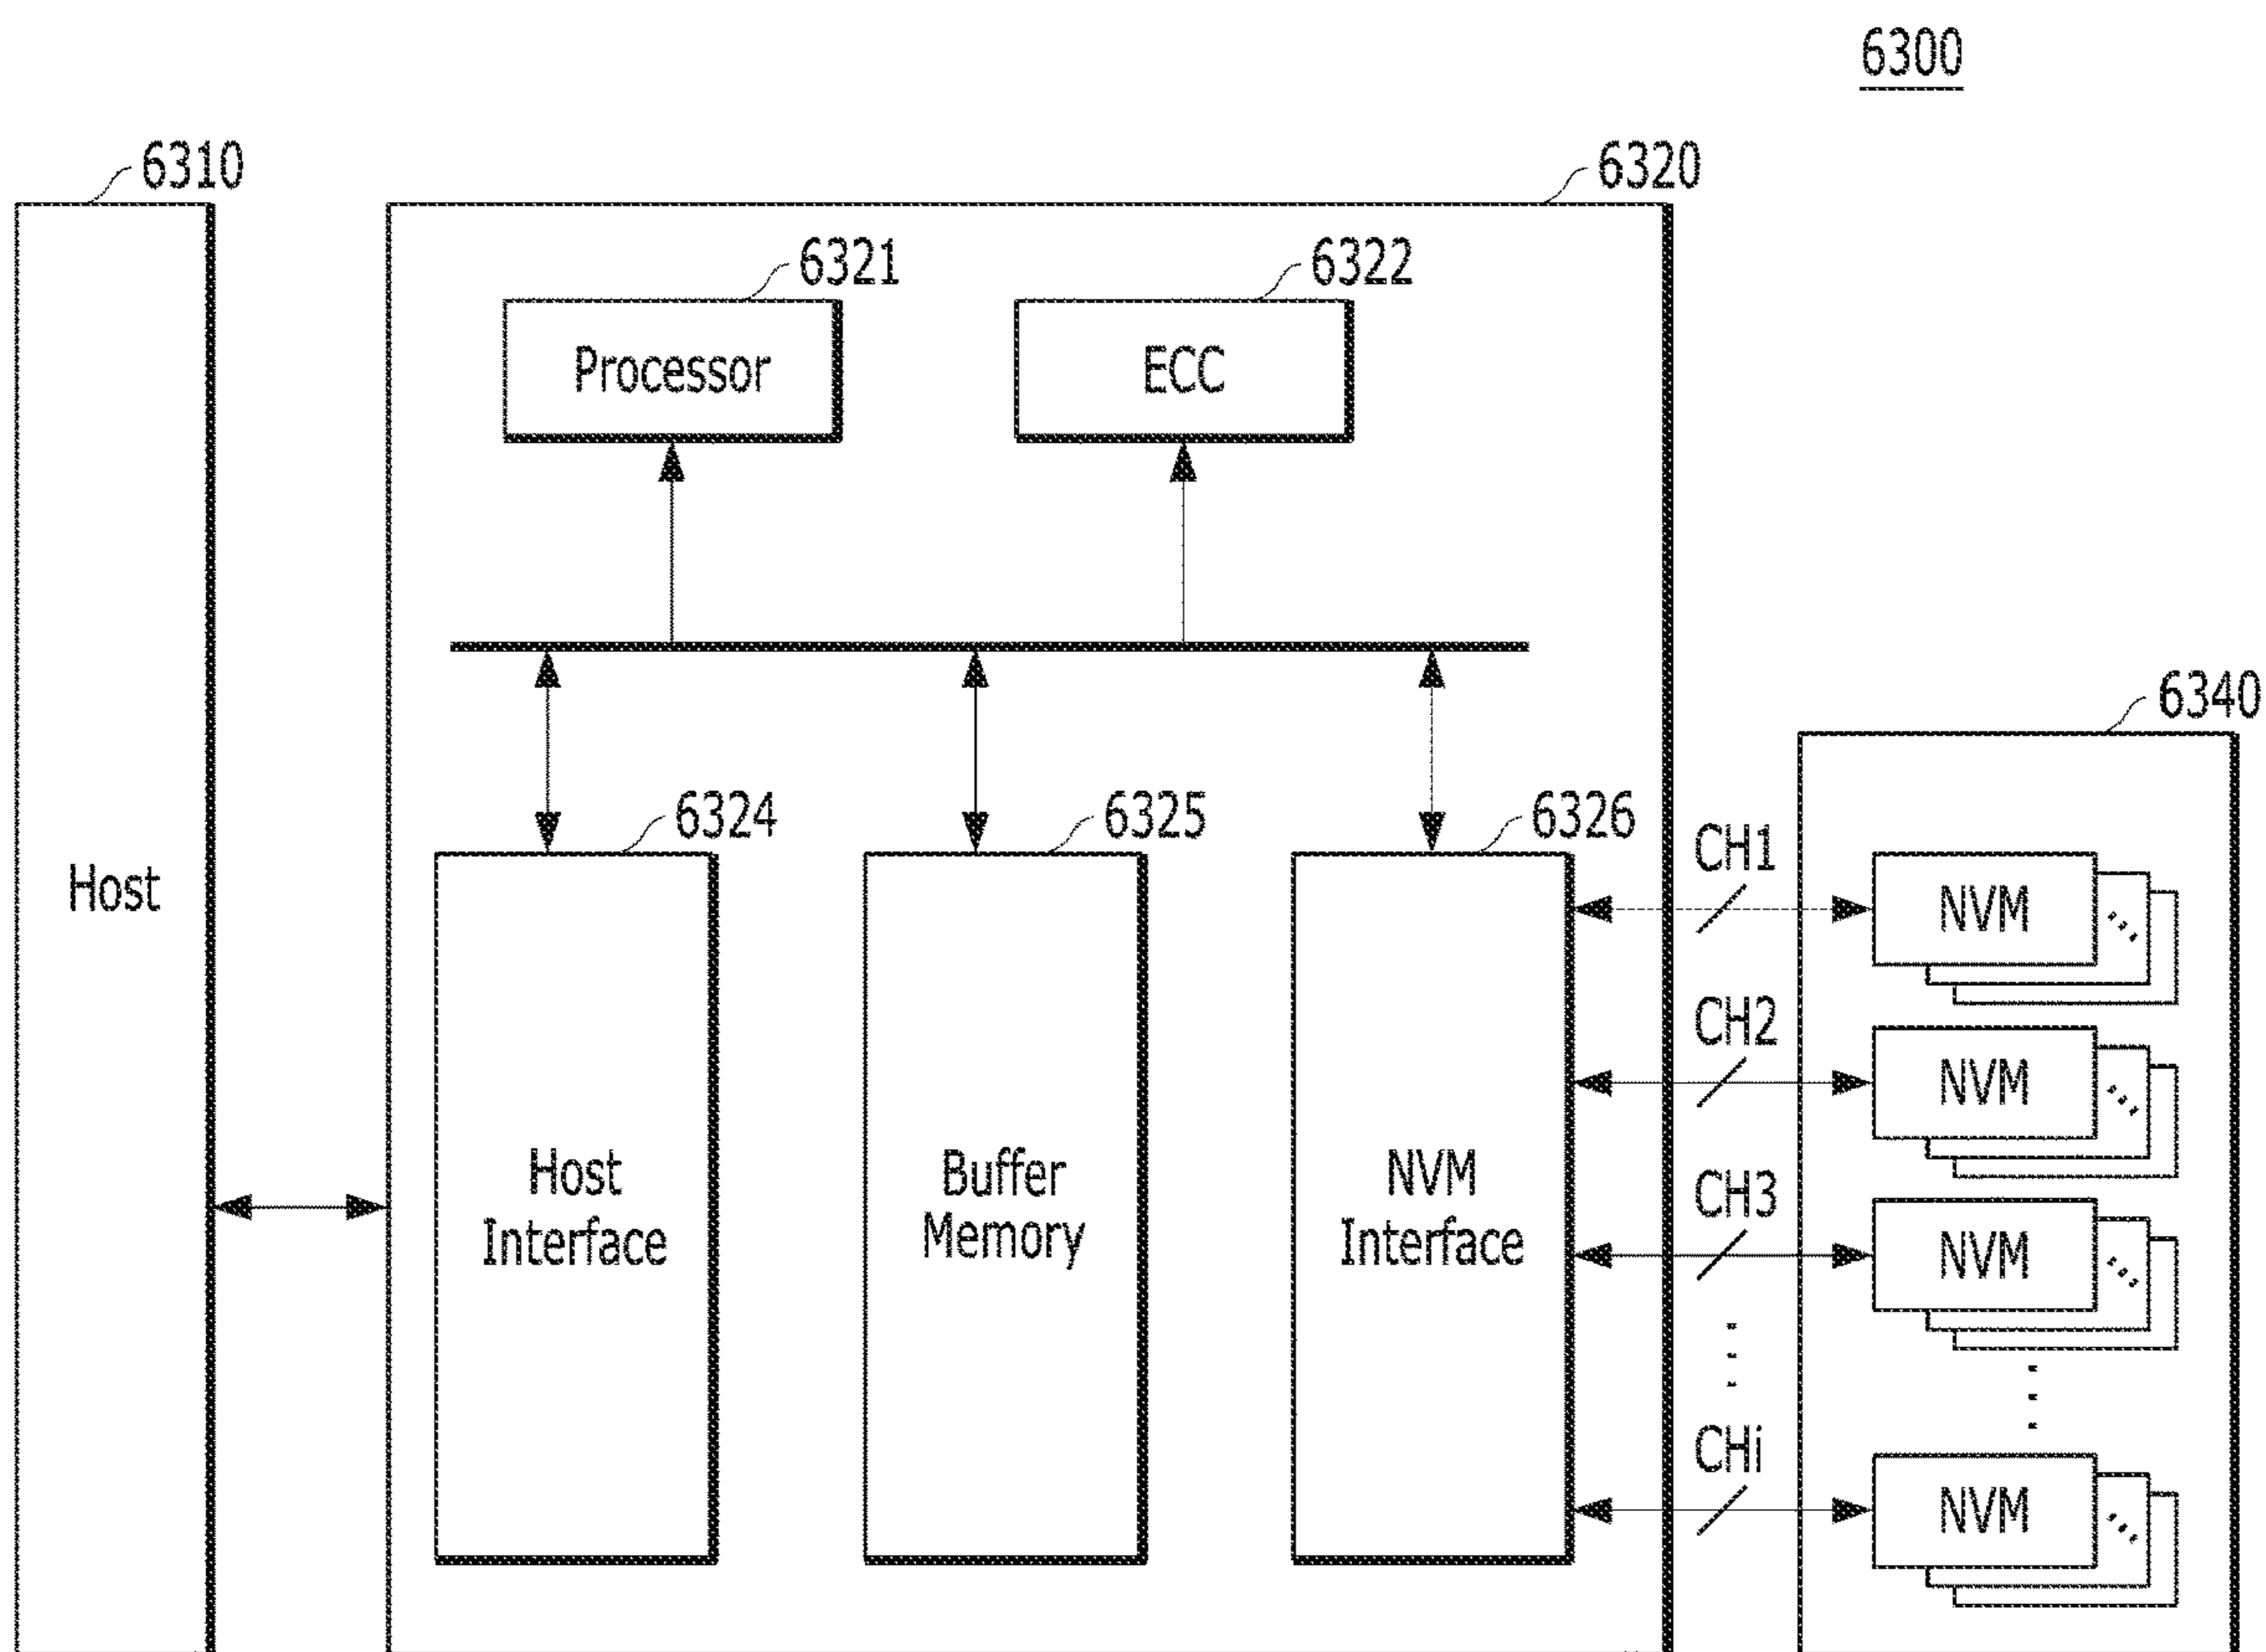 6300
6310
6320
6321
6322
Processor
ECC
6340
6324
6325
6326
CH1
Host
NVM
CH2
NVM
Host
Interface
Buffer
Memory
NVM
Interface
CH3
NVM
CHi
NVM